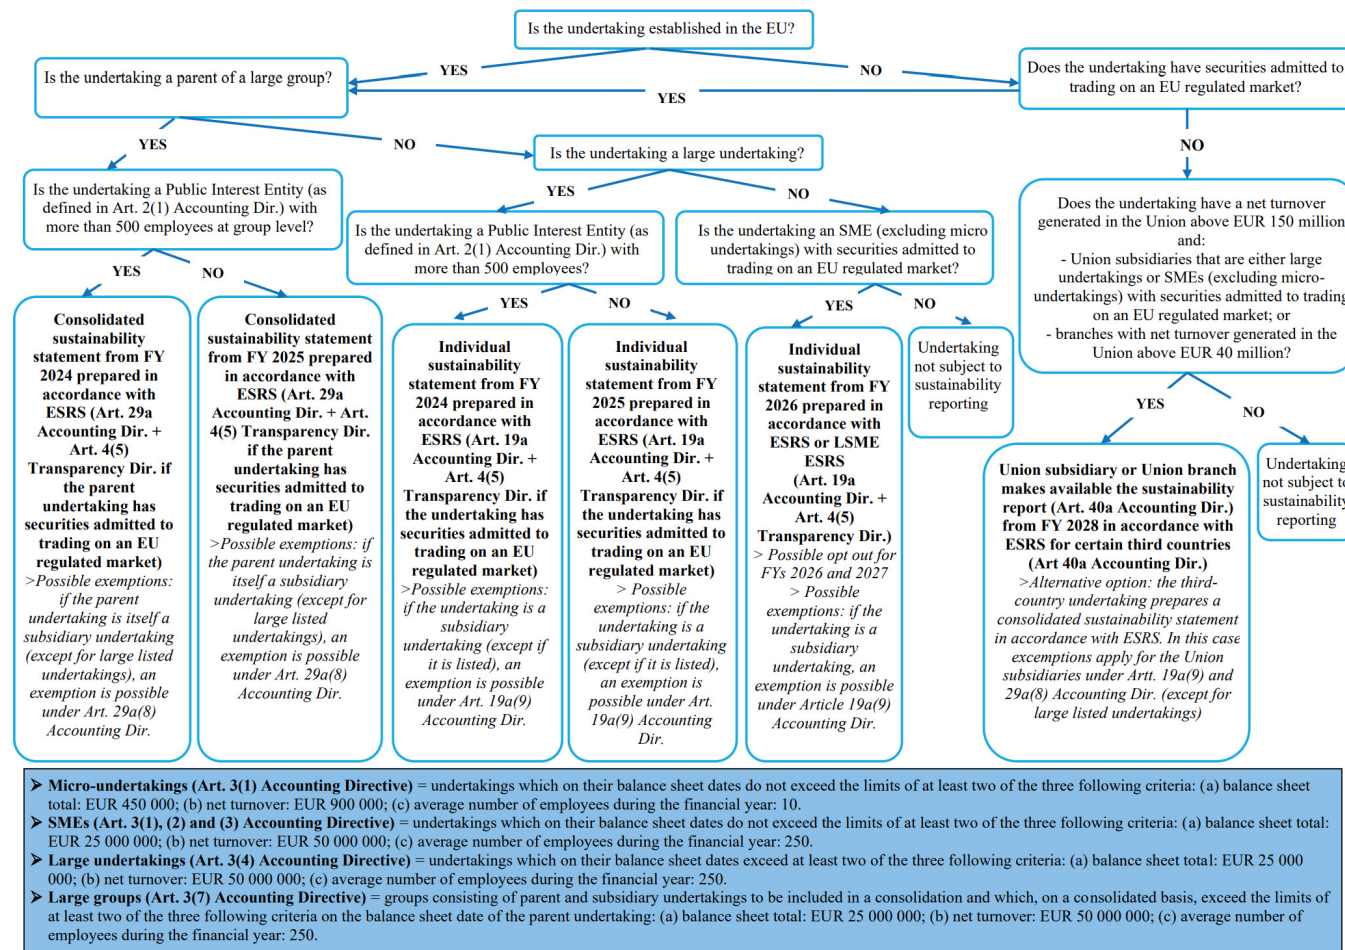 Is the undertaking established in the EU?
YES
NO
Is the undertaking a parent of a large group?
YES
Does the undertaking have securities admitted to
trading on an EU regulated market?
YES
NO
Is the undertaking a large undertaking?
NO
Is the undertaking a Public Interest Entity (as
defined in Art. 2(1) Accounting Dir.) with
more than 500 employees at group level?
YES
NO
Is the undertaking a Public Interest Entity (as
defined in Art. 2(1) Accounting Dir.) with
more than 500 employees?
Is the undertaking an SME (excluding micro
undertakings) with securities admitted to
trading on an EU regulated market?
Does the undertaking have a net turnover
generated in the Union above EUR 150 million
and:
- Union subsidiaries that are either large
undertakings or SMEs (excluding micro-
undertakings) with securities admitted to trading
on an EU regulated market; or
- branches with net turnover generated in the
Union above EUR 40 million?
YES
NO
YES
NO
YES
NO
YES
NO
Consolidated
sustainability
statement from FY
2024 prepared in
accordance with
ESRS (Art. 29a
Accounting Dir. +
Art. 4(5)
Transparency Dir. if
the parent
undertaking has
securities admitted to
trading on an EU
regulated market)
>Possible exemptions:
if the parent
undertaking is itself a
subsidiary undertaking
(except for large listed
undertakings), an
exemption is possible
under Art. 29a(8)
Accounting Dir.
Consolidated
sustainability statement
from FY 2025 prepared
in accordance with
ESRS (Art. 29a
Accounting Dir. + Art.
4(5) Transparency Dir.
if the parent
undertaking has
securities admitted to
trading on an EU
regulated market)
>Possible exemptions: if
the parent undertaking is
itself a subsidiary
undertaking (except for
large listed
undertakings), an
exemption is possible
under Art. 29a(8)
Accounting Dir.
Individual
sustainability
statement from FY
2024 prepared in
accordance with
ESRS (Art. 19a
Accounting Dir. +
Art. 4(5)
Transparency Dir. if
the undertaking has
securities admitted to
trading on an EU
regulated market)
>Possible exemptions:
if the undertaking is a
subsidiary
undertaking (except if
it is listed), an
exemption is possible
under Art. 19a(9)
Accounting Dir.
Individual
sustainability
statement from FY
2025 prepared in
accordance with
ESRS (Art. 19a
Accounting Dir. +
Art. 4(5)
Transparency Dir. if
the undertaking has
securities admitted to
trading on an EU
regulated market)
> Possible
exemptions: if the
undertaking is a
subsidiary undertaking
(except if it is listed),
an exemption is
possible under Art.
19a(9) Accounting
Dir.
Individual
sustainability
statement from FY
2026 prepared in
accordance with
ESRS or LSME
ESRS
(Art. 19a
Accounting Dir. +
Art. 4(5)
Transparency Dir.)
> Possible opt out for
FYs 2026 and 2027
> Possible
exemptions: if the
undertaking is a
subsidiary
undertaking, an
exemption is possible
under Article 19a(9)
Accounting Dir.
Undertaking
not subject to
sustainability
reporting
YES
NO
Union subsidiary or Union branch
makes available the sustainability
report (Art. 40a Accounting Dir.)
from FY 2028 in accordance with
ESRS for certain third countries
(Art 40a Accounting Dir.)
>Alternative option: the third-
country undertaking prepares a
consolidated sustainability statement
in accordance with ESRS. In this case
excemptions apply for the Union
subsidiaries under Artt. 19a(9) and
29a(8) Accounting Dir. (except for
large listed undertakings)
Undertaking
not subject to
sustainability
reporting
➤ Micro-undertakings (Art. 3(1) Accounting Directive) = undertakings which on their balance sheet dates do not exceed the limits of at least two of the three following criteria: (a) balance sheet
total: EUR 450 000; (b) net turnover: EUR 900 000; (c) average number of employees during the financial year: 10.
➤ SMEs (Art. 3(1), (2) and (3) Accounting Directive) = undertakings which on their balance sheet dates do not exceed the limits of at least two of the three following criteria: (a) balance sheet total:
EUR 25 000 000; (b) net turnover: EUR 50 000 000; (c) average number of employees during the financial year: 250.
➤ Large undertakings (Art. 3(4) Accounting Directive) = undertakings which on their balance sheet dates exceed at least two of the three following criteria: (a) balance sheet total: EUR 25 000
000; (b) net turnover: EUR 50 000 000; (c) average number of employees during the financial year: 250.
➤ Large groups (Art. 3(7) Accounting Directive) = groups consisting of parent and subsidiary undertakings to be included in a consolidation and which, on a consolidated basis, exceed the limits of
at least two of the three following criteria on the balance sheet date of the parent undertaking: (a) balance sheet total: EUR 25 000 000; (b) net turnover: EUR 50 000 000; (c) average number of
employees during the financial year: 250.